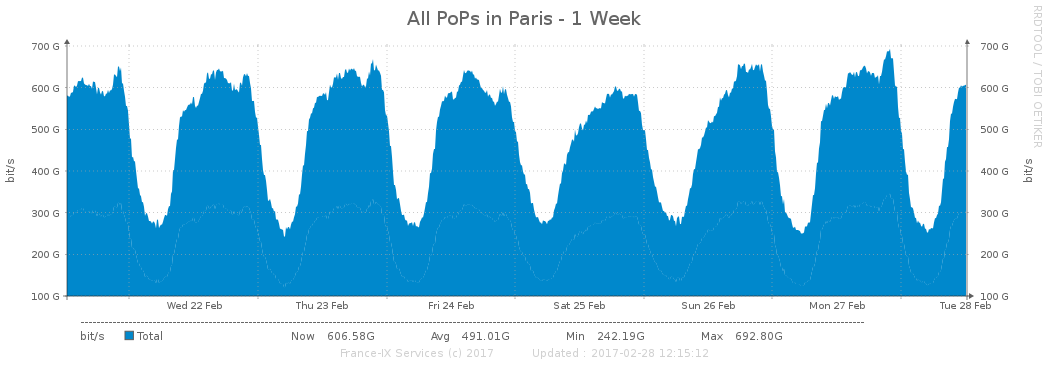 All PoPs in Paris - 1 Week
RRDTOOL / TOBI OETIKER
bit/s
bit/s
700 G 700 G
600 G 600 G
500 G 500 G
400 G 400 G
300 G 300 G
200 G 200 G
100 G 100 G
Wed 22 Feb Thu 23 Feb Fri 24 Feb Sat 25 Feb Sun 26 Feb Mon 27 Feb Tue 28 Feb
bit/s Total Now 606.58G Avg 491.01G Min 242.19G Max 692.80G
France-IX Services (c) 2017 Updated : 2017-02-28 12:15:12